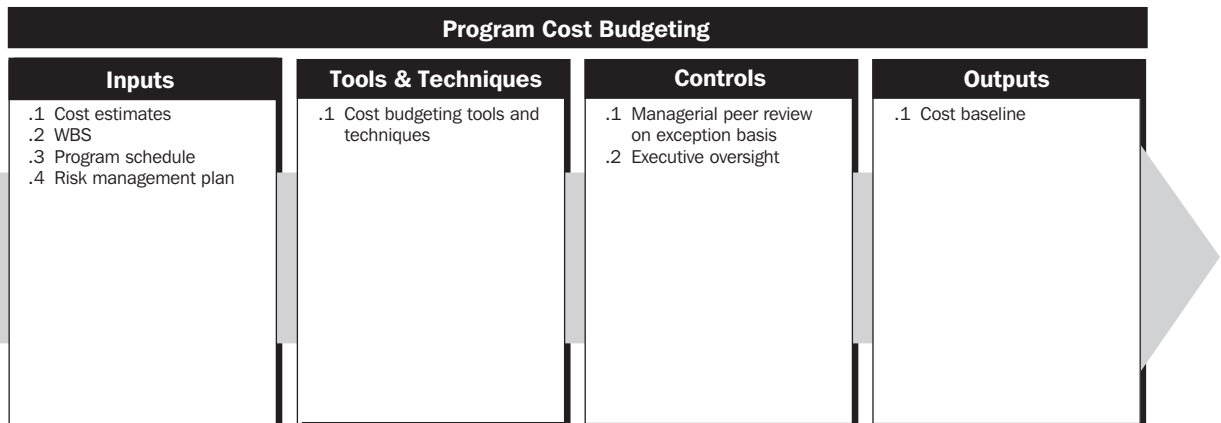 Program Cost Budgeting
Inputs
.1 Cost estimates
.2 WBS
.3 Program schedule
.4 Risk management plan
Tools & Techniques
.1 Cost budgeting tools and
techniques
Controls
.1 Managerial peer review
on exception basis
.2 Executive oversight
Outputs
.1 Cost baseline